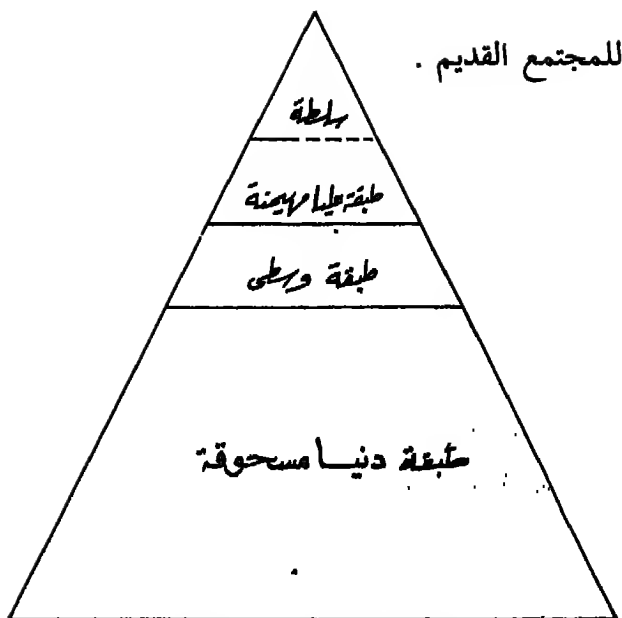 للمجتمع القديم .
سلطة
طبقة عليا مهيمنة
طبقة وسطى
طبقة دنيا مسحوقة